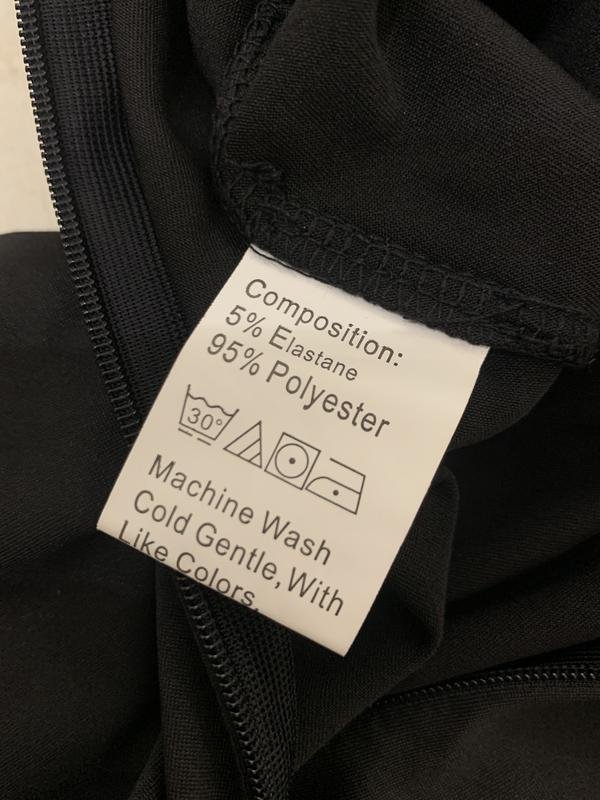 Composition:
5% Elastane
95% Polyester
30°
Machine Wash
Cold Gentle, With
Like Colors,